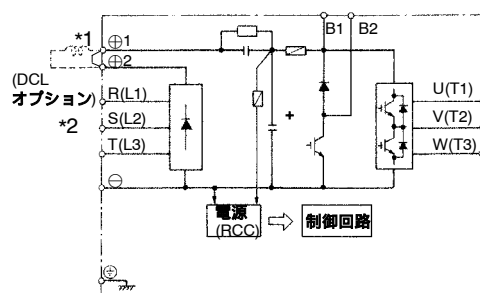 *1
⊕1
B1 B2
⊕2
(DCL
オプション)
R(L1)
U(T1)
*2
S(L2)
+
V(T2)
T(L3)
W(T3)
⊖
電源
(RCC)
制御回路